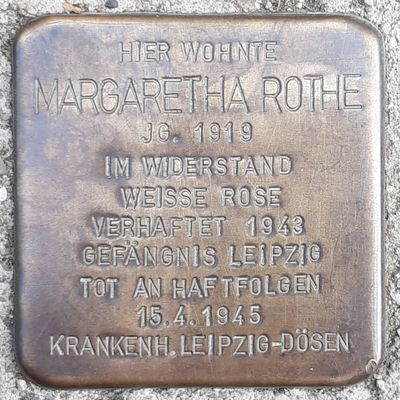 HIER WOHNTE
MARGARETHA ROTHE
JG. 1919
IM WIDERSTAND
WEISSE ROSE
VERHAFTET 1943
GEFÄNGNIS LEIPZIG
TOT AN HAFTFOLGEN
15.4.1945
KRANKENH. LEIPZIG-DÖSEN